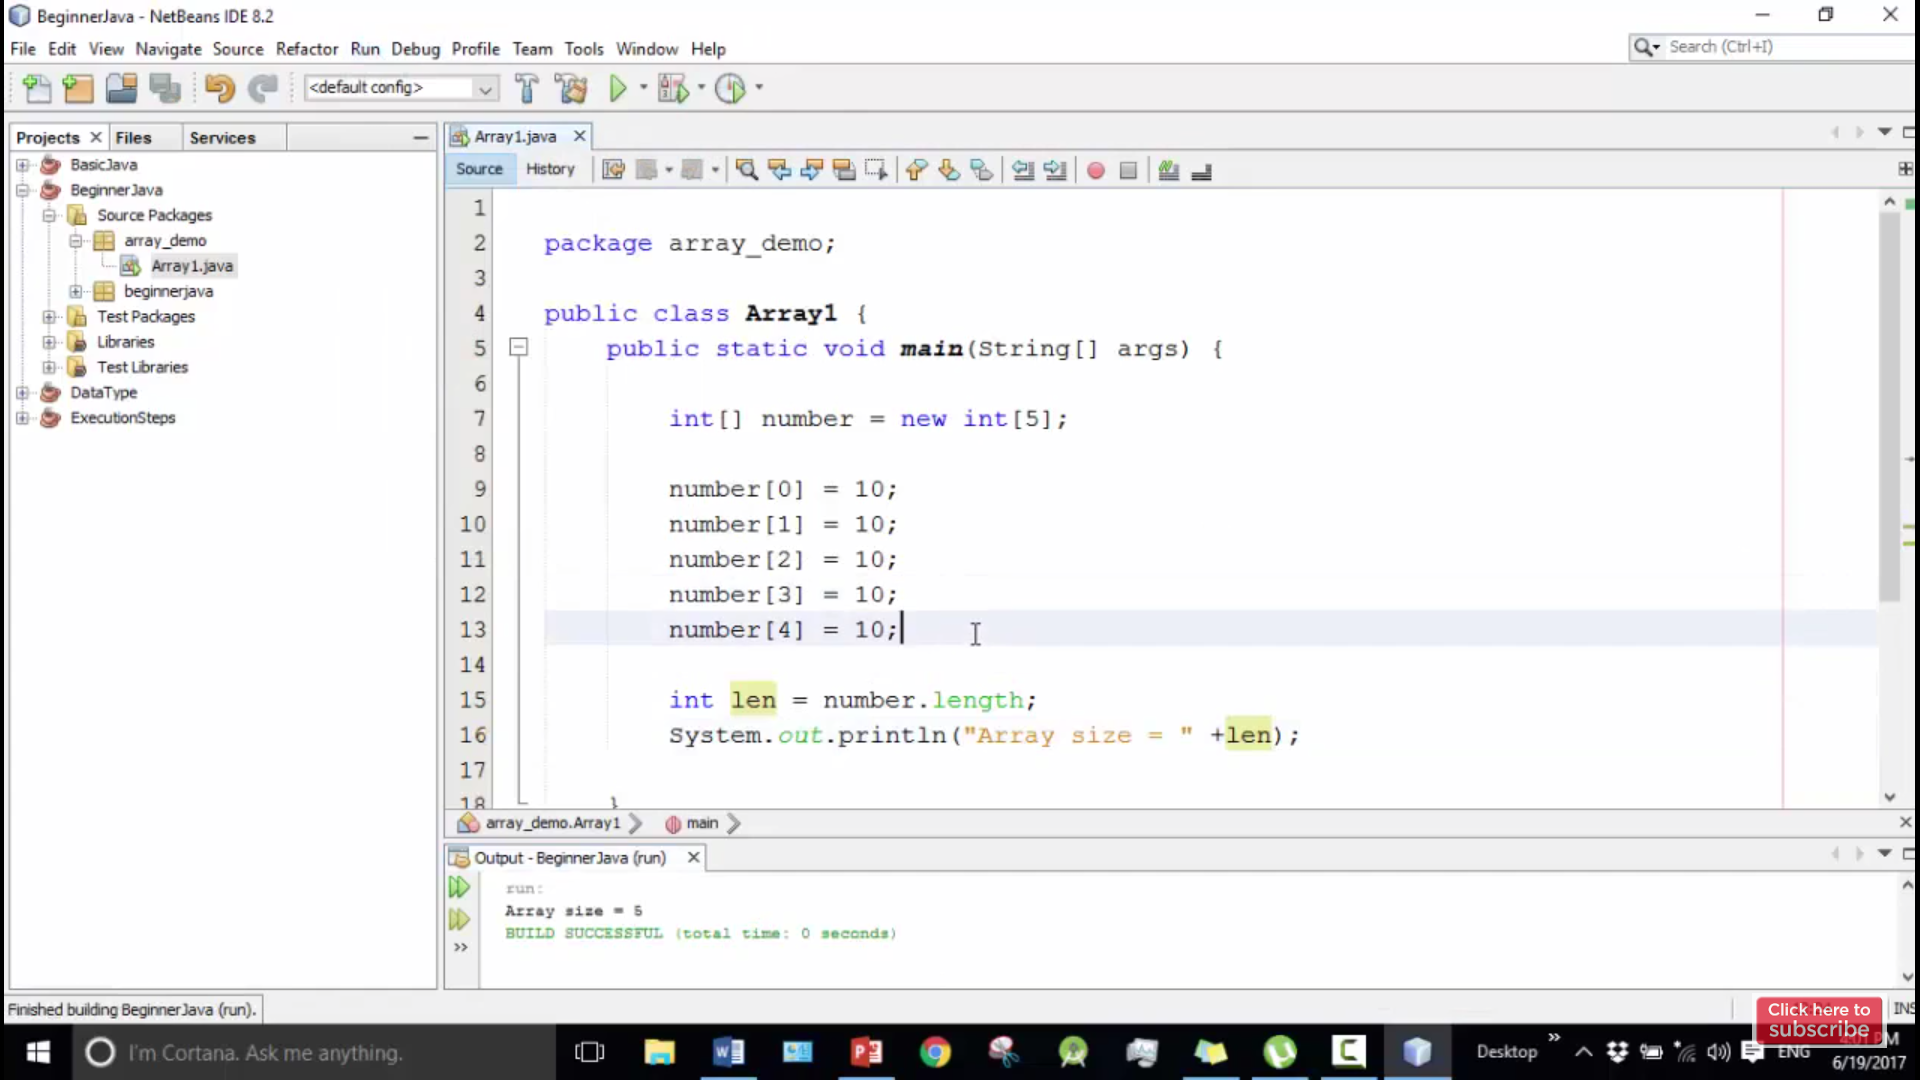 BeginnerJava - NetBeans IDE 8.2
File Edit View Navigate Source Refactor Run Debug Profile Team Tools Window Help
Search (Ctrl+I)
<default config>
Projects Files Services
BasicJava
BeginnerJava
Source Packages
array_demo
Array1.java
beginnerjava
Test Packages
Libraries
Test Libraries
DataType
ExecutionSteps
Array1.java
Source History
1
2 package array_demo;
3
4 public class Array1 {
5 public static void main(String[] args) {
6
7 int[] number = new int[5];
8
9 number[0] = 10;
10 number[1] = 10;
11 number[2] = 10;
12 number[3] = 10;
13 number[4] = 10;
14
15 int len = number.length;
16 System.out.println("Array size = " +len);
17
18 }
array_demo.Array1 main
Output - BeginnerJava (run)
run:
Array size = 5
BUILD SUCCESSFUL (total time: 0 seconds)
Finished building BeginnerJava (run).
INS
Click here to
subscribe
I'm Cortana. Ask me anything.
Desktop
ENG
4:01 PM
6/19/2017